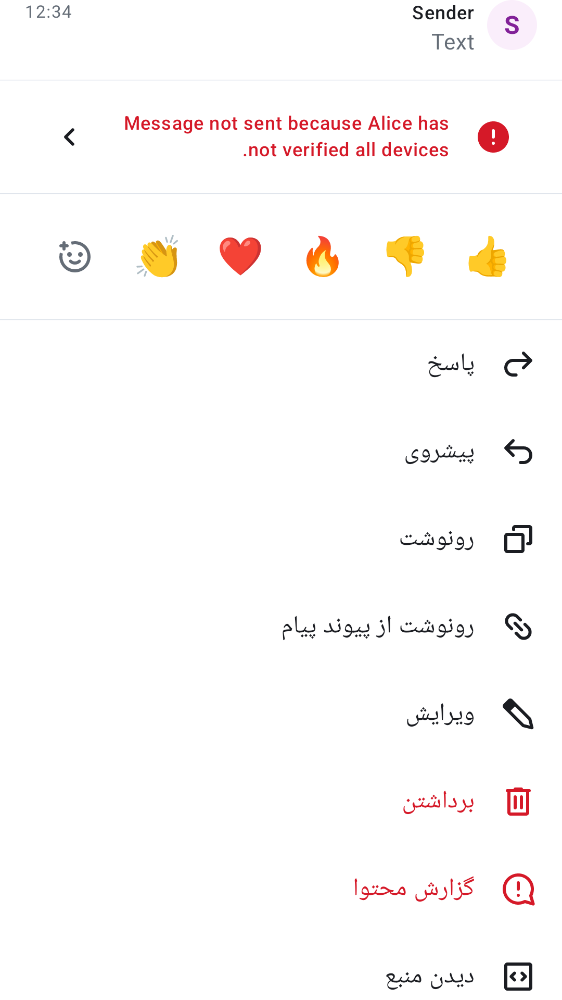 Sender
12:34
S
Text
Message not sent because Alice has
not verified all devices.
پاسخ
پیشروی
رونوشت
رونوشت از پیوند پیام
ویرایش
برداشتن
گزارش محتوا
دیدن منبع